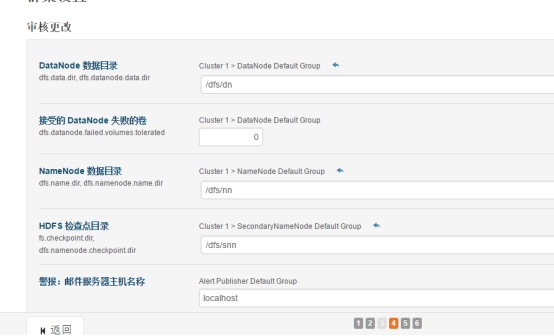 审核更改
DataNode 数据目录
dfs.data.dir, dfs.datanode.data.dir
Cluster 1 > DataNode Default Group
/dfs/dn
接受的 DataNode 失败的卷
dfs.datanode.failed.volumes.tolerated
Cluster 1 > DataNode Default Group
0
NameNode 数据目录
dfs.name.dir, dfs.namenode.name.dir
Cluster 1 > NameNode Default Group
/dfs/nn
HDFS 检查点目录
fs.checkpoint.dir,
dfs.namenode.checkpoint.dir
Cluster 1 > SecondaryNameNode Default Group
/dfs/snn
警报：邮件服务器主机名称
Alert Publisher Default Group
localhost
返回
1 2 3 4 5 6